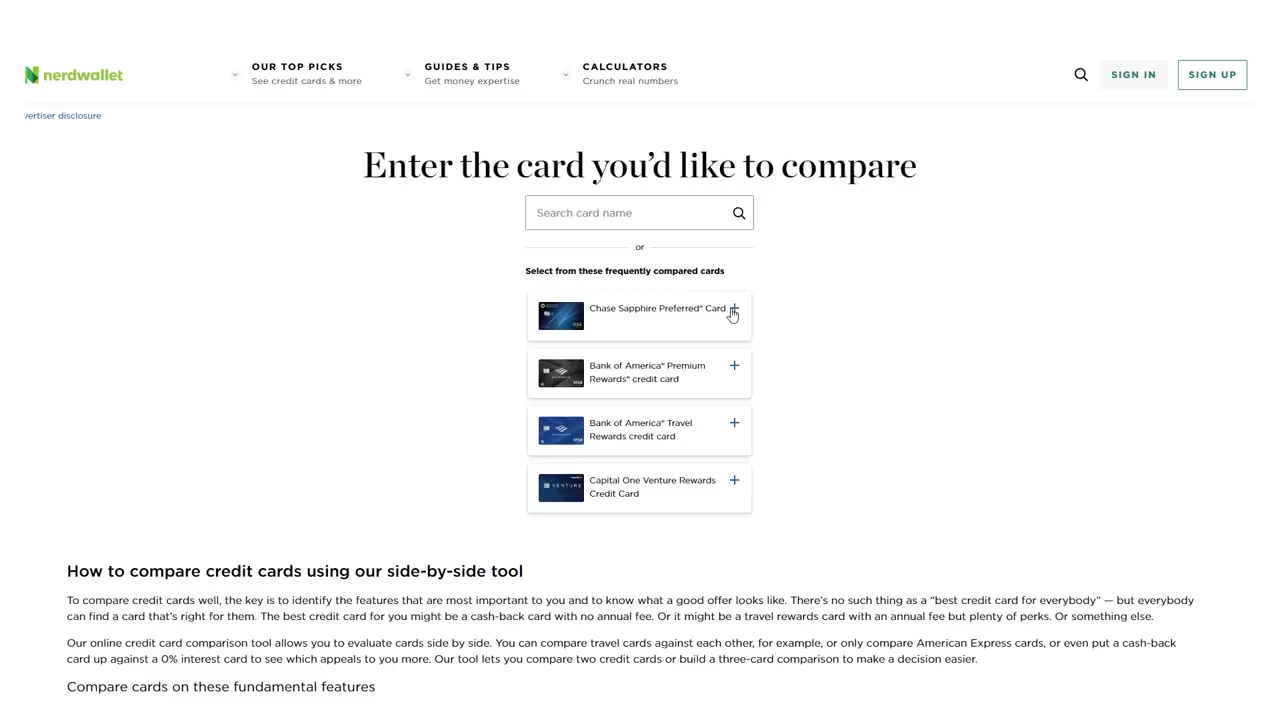 nerdwallet
OUR TOP PICKS
See credit cards & more
GUIDES & TIPS
Get money expertise
CALCULATORS
Crunch real numbers
SIGN IN
SIGN UP
vertiser disclosure
Enter the card you’d like to compare
Search card name
or
Select from these frequently compared cards
Chase Sapphire Preferred® Card
Bank of America® Premium
Rewards® credit card
Bank of America® Travel
Rewards credit card
VENTURE
Capital One Venture Rewards
Credit Card
How to compare credit cards using our side-by-side tool
To compare credit cards well, the key is to identify the features that are most important to you and to know what a good offer looks like. There’s no such thing as a “best credit card for everybody” — but everybody
can find a card that’s right for them. The best credit card for you might be a cash-back card with no annual fee. Or it might be a travel rewards card with an annual fee but plenty of perks. Or something else.
Our online credit card comparison tool allows you to evaluate cards side by side. You can compare travel cards against each other, for example, or only compare American Express cards, or even put a cash-back
card up against a 0% interest card to see which appeals to you more. Our tool lets you compare two credit cards or build a three-card comparison to make a decision easier.
Compare cards on these fundamental features